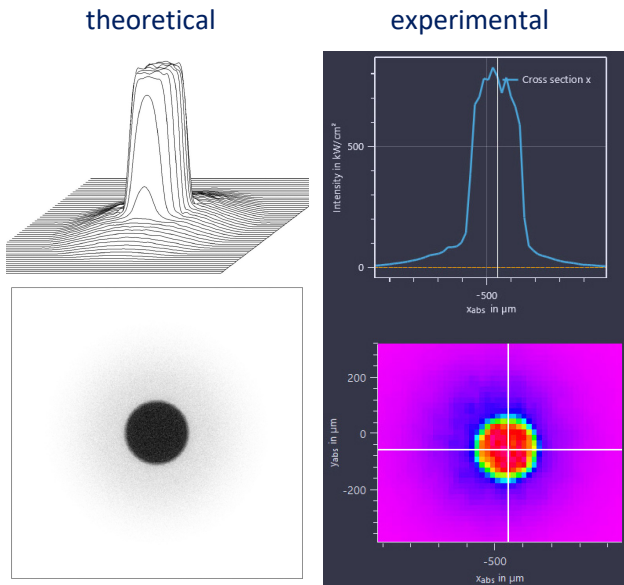 theoretical
experimental
Cross section x
Intensity in kW/cm²
500
0
-500
xabs in µm
yabs in µm
200
0
-200
-500
xabs in µm